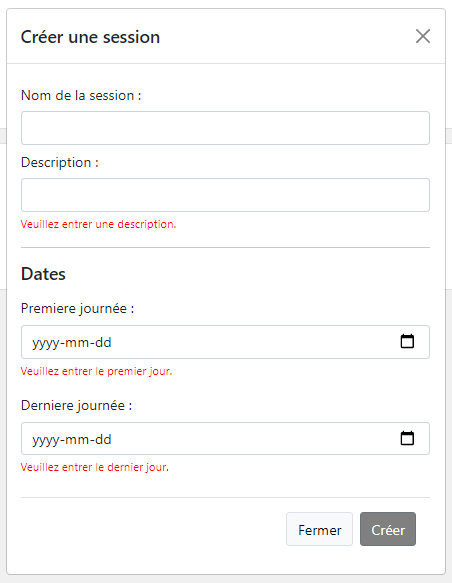 Créer une session
Nom de la session :
Description :
Veuillez entrer une description.
Dates
Premiere journée :
yyyy-mm-dd
Veuillez entrer le premier jour.
Derniere journée :
yyyy-mm-dd
Veuillez entrer le dernier jour.
Fermer Créer